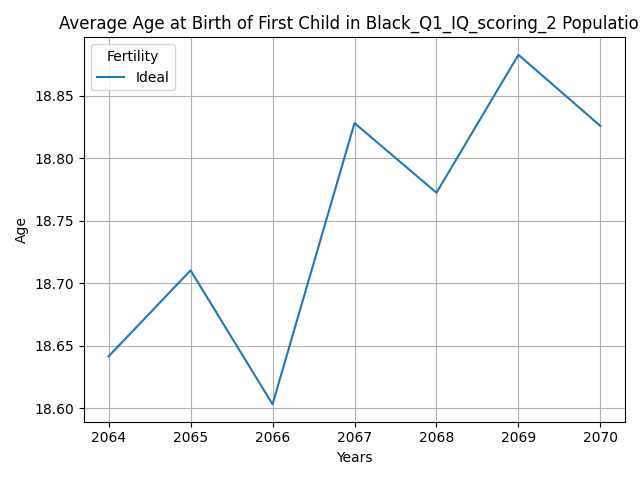 Average Age at Birth of First Child in Black_Q1_IQ_scoring_2 Populatio
Fertility
Ideal
18.85
18.80
18.75
18.70
18.65
18.60
Age
2064 2065 2066 2067 2068 2069 2070
Years